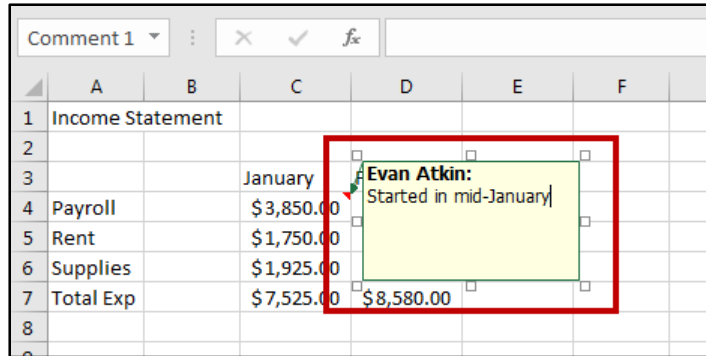 Comment 1
fx
A B C D E F
1 Income Statement
2
3 January
4 Payroll $3,850.00
5 Rent $1,750.00
6 Supplies $1,925.00
7 Total Exp $7,525.00 $8,580.00
8
Evan Atkin:
Started in mid-January